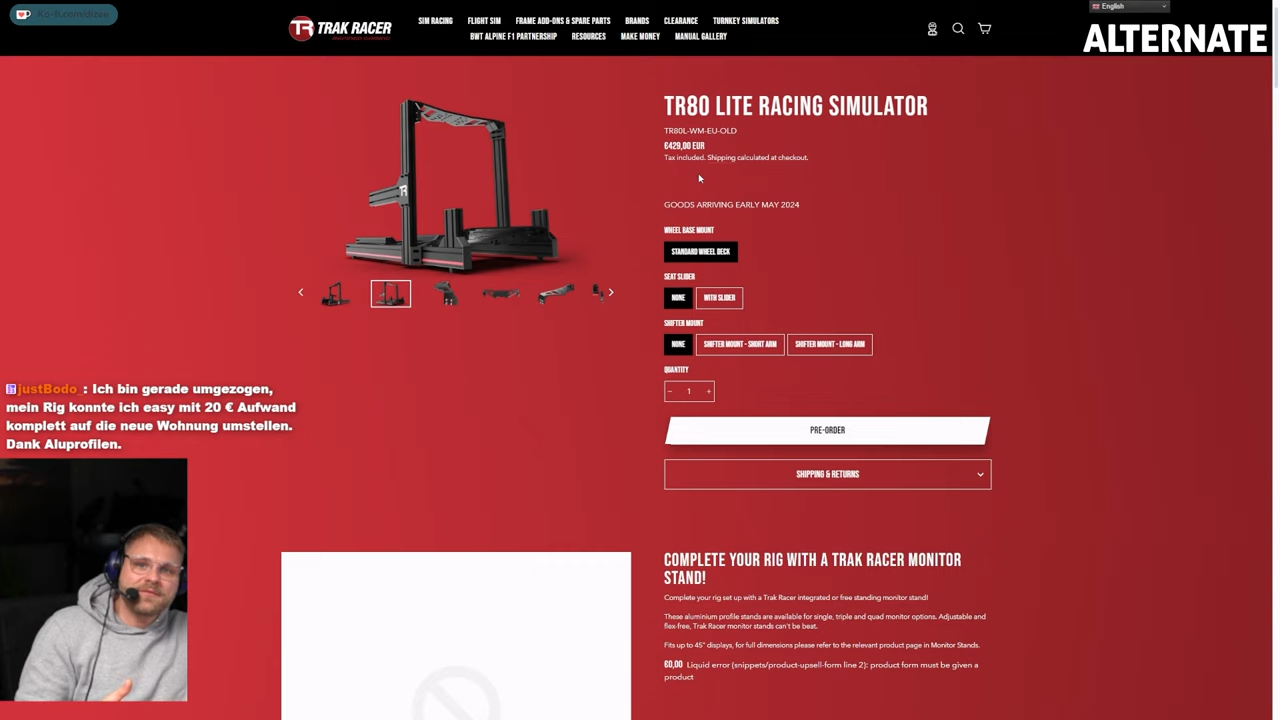 Ko-fi.com/dizee
TRAK RACER
SIM RACING
FLIGHT SIM
FRAME ADD-ONS & SPARE PARTS
BRANDS
CLEARANCE
TURNKEY SIMULATORS
BWT ALPINE F1 PARTNERSHIP
RESOURCES
MAKE MONEY
MANUAL GALLERY
English
ALTERNATE
TR80 LITE RACING SIMULATOR
TR80L-WM-EU-OLD
€429,00 EUR
Tax included. Shipping calculated at checkout.
GOODS ARRIVING EARLY MAY 2024
WHEEL BASE MOUNT
STANDARD WHEEL DECK
SEAT SLIDER
NONE
WITH SLIDER
SHIFTER MOUNT
NONE
SHIFTER MOUNT - SHORT ARM
SHIFTER MOUNT - LONG ARM
QUANTITY
− 1 +
PRE-ORDER
SHIPPING & RETURNS
justBodo_: Ich bin gerade umgezogen,
mein Rig konnte ich easy mit 20 € Aufwand
komplett auf die neue Wohnung umstellen.
Dank Aluprofilen.
COMPLETE YOUR RIG WITH A TRAK RACER MONITOR
STAND!
Complete your rig set up with a Trak Racer integrated or free standing monitor stand!
These aluminium profile stands are available for single, triple and quad monitor options. Adjustable and
flex-free, Trak Racer monitor stands can't be beat.
Fits up to 45" displays, for full dimensions please refer to the relevant product page in Monitor Stands.
€0,00 Liquid error (snippets/product-upsell-form line 2): product form must be given a
product